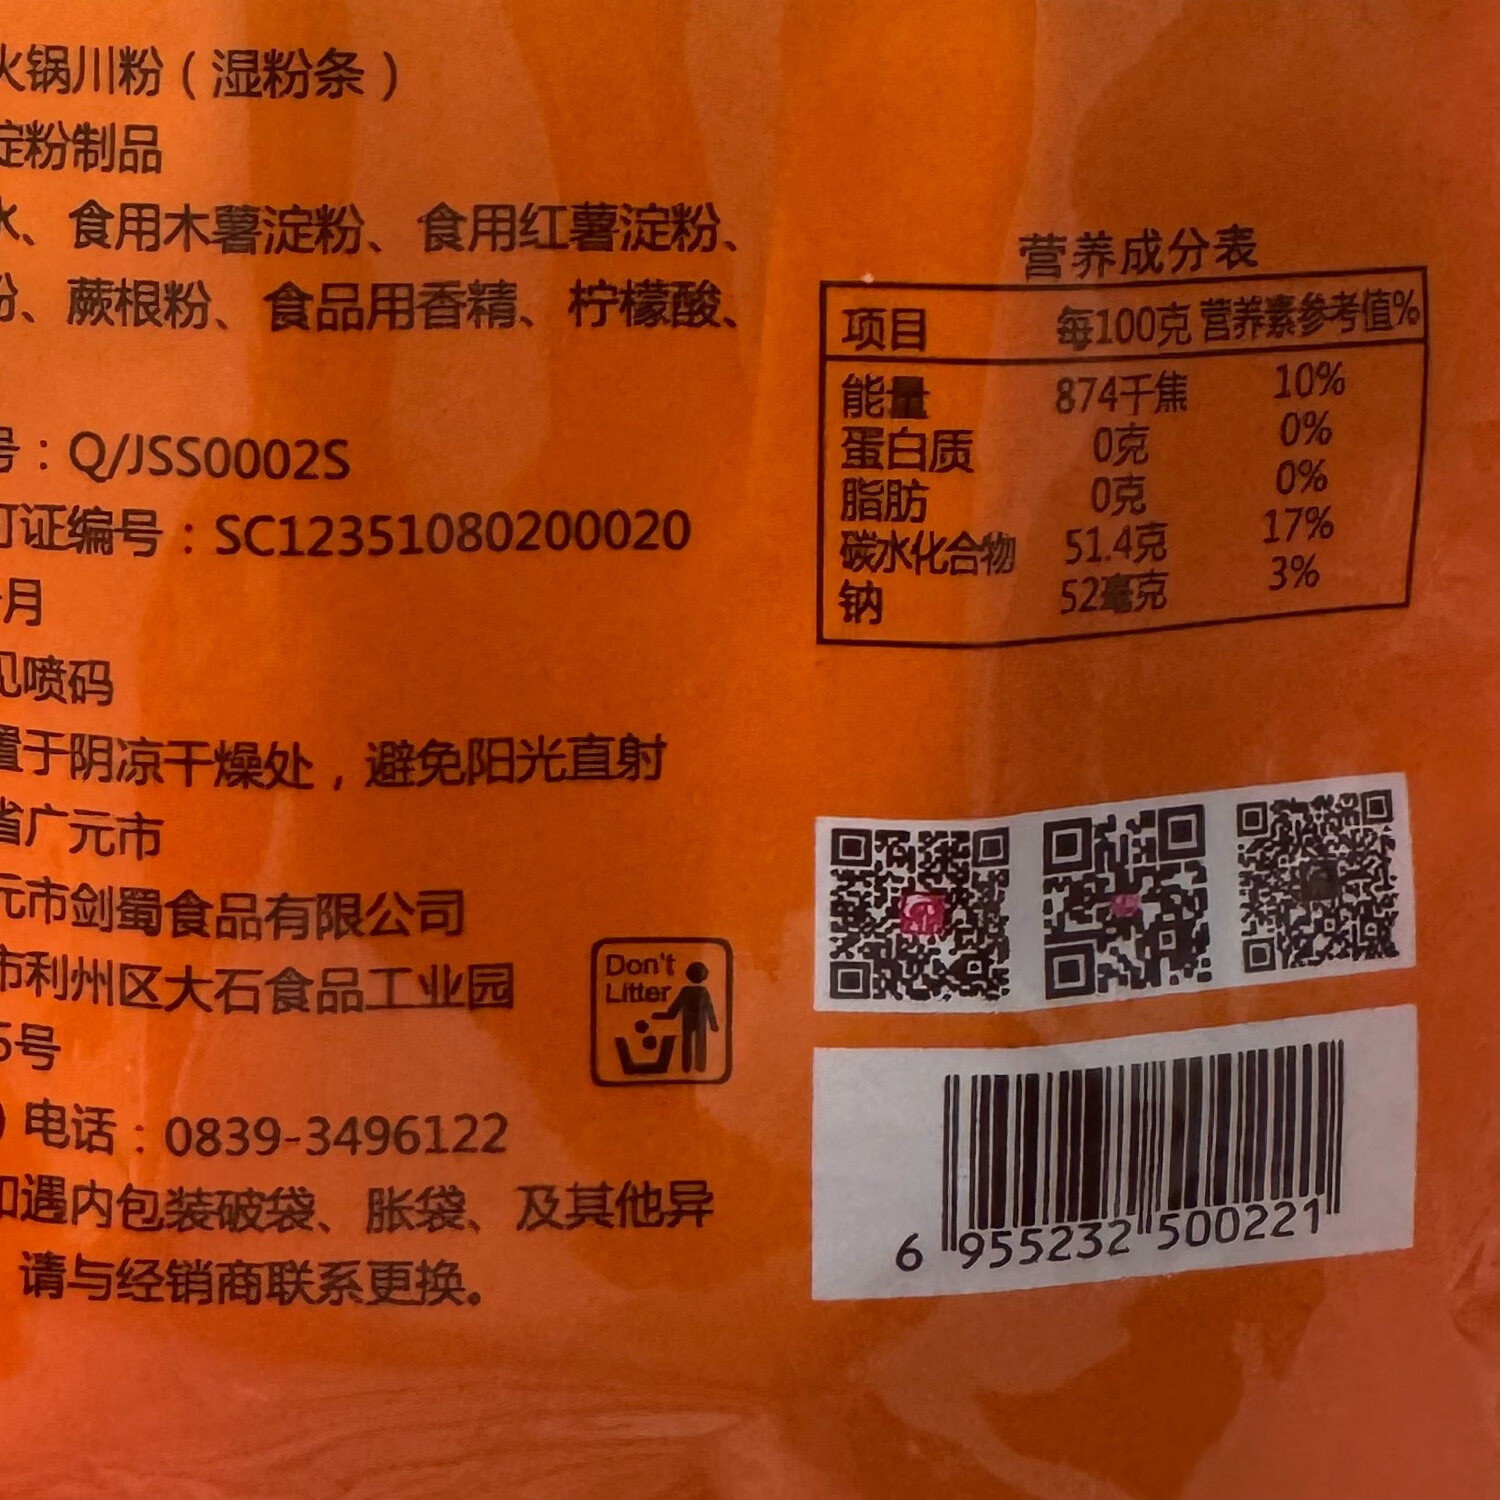 火锅川粉（湿粉条）
淀粉制品
水、食用木薯淀粉、食用红薯淀粉、
粉、蕨根粉、食品用香精、柠檬酸、
号：Q/JSS0002S
可证编号：SC12351080200020
月
见喷码
置于阴凉干燥处，避免阳光直射
省广元市
元市剑蜀食品有限公司
市利州区大石食品工业园
5号
）电话：0839-3496122
如遇内包装破袋、胀袋、及其他异
请与经销商联系更换。
Don't
Litter
营养成分表
项目 每100克 营养素参考值%
能量 874千焦 10%
蛋白质 0克 0%
脂肪 0克 0%
碳水化合物 51.4克 17%
钠 52毫克 3%
6 955232 500221